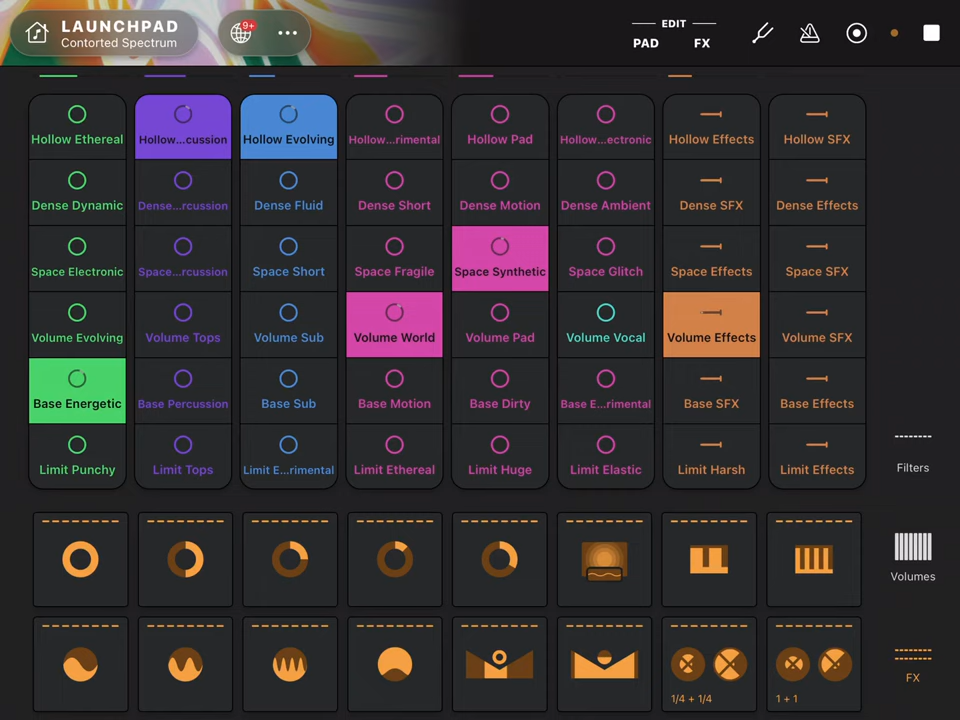 LAUNCHPAD
Contorted Spectrum
9+
EDIT
PAD FX
Hollow Ethereal Hollow...cussion Hollow Evolving Hollow...rimental Hollow Pad Hollow...ectronic Hollow Effects Hollow SFX
Dense Dynamic Dense...rcussion Dense Fluid Dense Short Dense Motion Dense Ambient Dense SFX Dense Effects
Space Electronic Space...rcussion Space Short Space Fragile Space Synthetic Space Glitch Space Effects Space SFX
Volume Evolving Volume Tops Volume Sub Volume World Volume Pad Volume Vocal Volume Effects Volume SFX
Base Energetic Base Percussion Base Sub Base Motion Base Dirty Base E...rimental Base SFX Base Effects
Limit Punchy Limit Tops Limit E...rimental Limit Ethereal Limit Huge Limit Elastic Limit Harsh Limit Effects
Filters
Volumes
FX
1/4 + 1/4 1 + 1